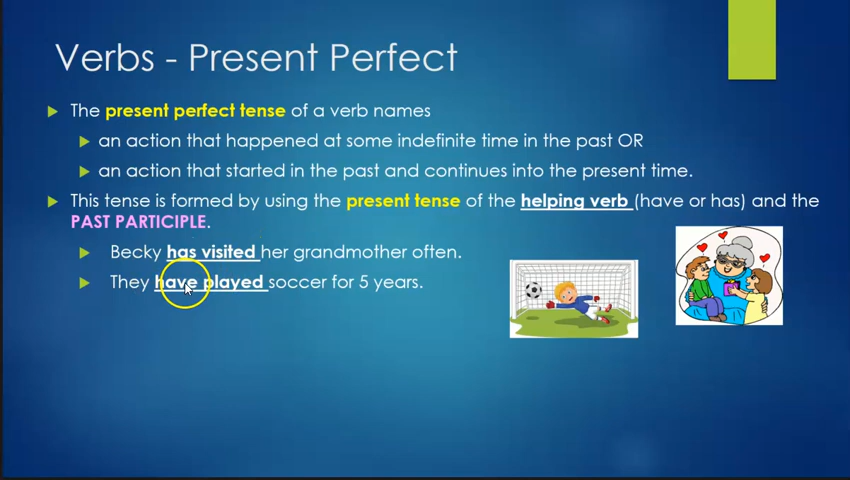 Verbs - Present Perfect
The present perfect tense of a verb names
an action that happened at some indefinite time in the past OR
an action that started in the past and continues into the present time.
This tense is formed by using the present tense of the helping verb (have or has) and the
PAST PARTICIPLE.
Becky has visited her grandmother often.
They have played soccer for 5 years.